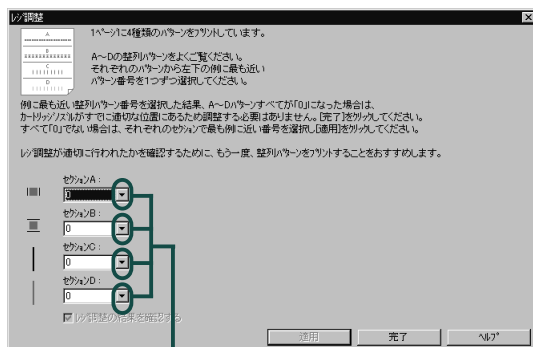 レジ調整
A
B
C
D
1ページに4種類のパターンをプリントしています。
A～Dの整列パターンをよくご覧ください。
それぞれのパターンから左下の例に最も近い
パターン番号を1つずつ選択してください。
例に最も近い整列パターン番号を選択した結果、A～Dパターンすべてが「0」になった場合は、
カートリッジ/ノズルがすでに適切な位置にあるため調整する必要はありません。[完了]をクリックしてください。
すべて「0」でない場合は、それぞれのセクションで最も例に近い番号を選択し[適用]をクリックしてください。
レジ調整が適切に行われたかを確認するために、もう一度、整列パターンをプリントすることをおすすめします。
セクションA：
0
セクションB：
0
セクションC：
0
セクションD：
0
レジ調整の結果を確認する
適用
完了
ヘルプ